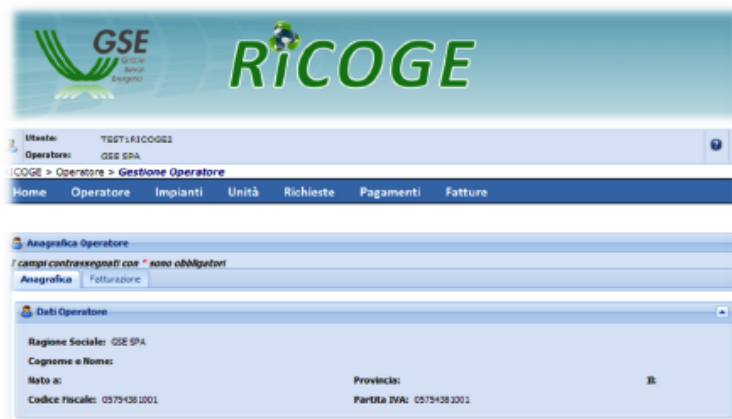 GSE
Gestore
Servizi
Energetici
RiCOGE
Utente: TEST1RICOGE2
Operatore: GSE SPA
RICOGE > Operatore > Gestione Operatore
Home Operatore Impianti Unità Richieste Pagamenti Fatture
Anagrafica Operatore
I campi contrassegnati con * sono obbligatori
Anagrafica Fatturazione
Dati Operatore
Ragione Sociale: GSE SPA
Cognome e Nome:
Nato a: Provincia: Il:
Codice Fiscale: 05754381001 Partita IVA: 05754381001